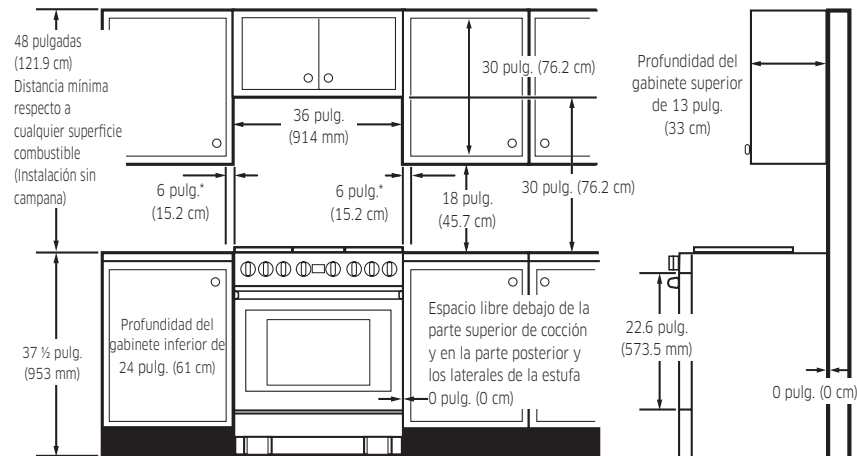 48 pulgadas
(121.9 cm)
Distancia mínima
respecto a
cualquier superficie
combustible
(Instalación sin
campana)
37 ½ pulg.
(953 mm)
36 pulg.
(914 mm)
6 pulg.*
(15.2 cm)
6 pulg.*
(15.2 cm)
30 pulg. (76.2 cm)
18 pulg.
(45.7 cm)
30 pulg. (76.2 cm)
Profundidad del
gabinete inferior de
24 pulg. (61 cm)
Espacio libre debajo de la
parte superior de cocción
y en la parte posterior y
los laterales de la estufa
0 pulg. (0 cm)
Profundidad del
gabinete superior
de 13 pulg.
(33 cm)
22.6 pulg.
(573.5 mm)
0 pulg. (0 cm)